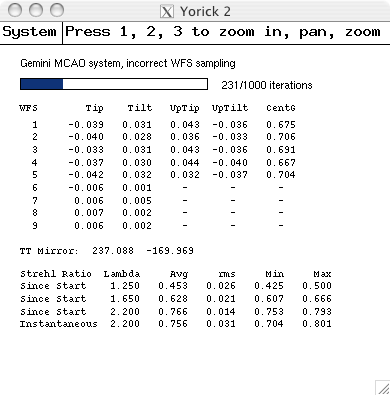 Yorick 2
System Press 1, 2, 3 to zoom in, pan, zoom
Gemini MCAO system, incorrect WFS sampling
231/1000 iterations
WFS Tip Tilt UpTip UpTilt CentG
1 -0.039 0.031 0.043 -0.036 0.675
2 -0.040 0.028 0.036 -0.033 0.706
3 -0.033 0.031 0.043 -0.036 0.691
4 -0.037 0.030 0.044 -0.040 0.667
5 -0.042 0.032 0.032 -0.037 0.704
6 -0.006 0.001 - - -
7 0.006 0.005 - - -
8 0.007 0.002 - - -
9 0.006 0.002 - - -
TT Mirror: 237.088 -169.969
Strehl Ratio Lambda Avg rms Min Max
Since Start 1.250 0.453 0.026 0.425 0.500
Since Start 1.650 0.628 0.021 0.607 0.666
Since Start 2.200 0.766 0.014 0.753 0.793
Instantaneous 2.200 0.756 0.031 0.704 0.801